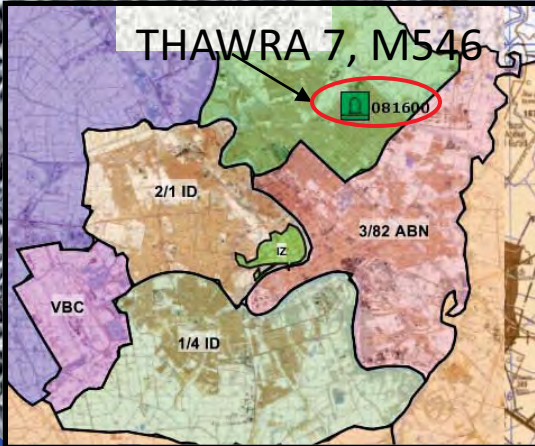 THAWRA 7, M546
081600
2/1 ID
3/82 ABN
IZ
VBC
1/4 ID